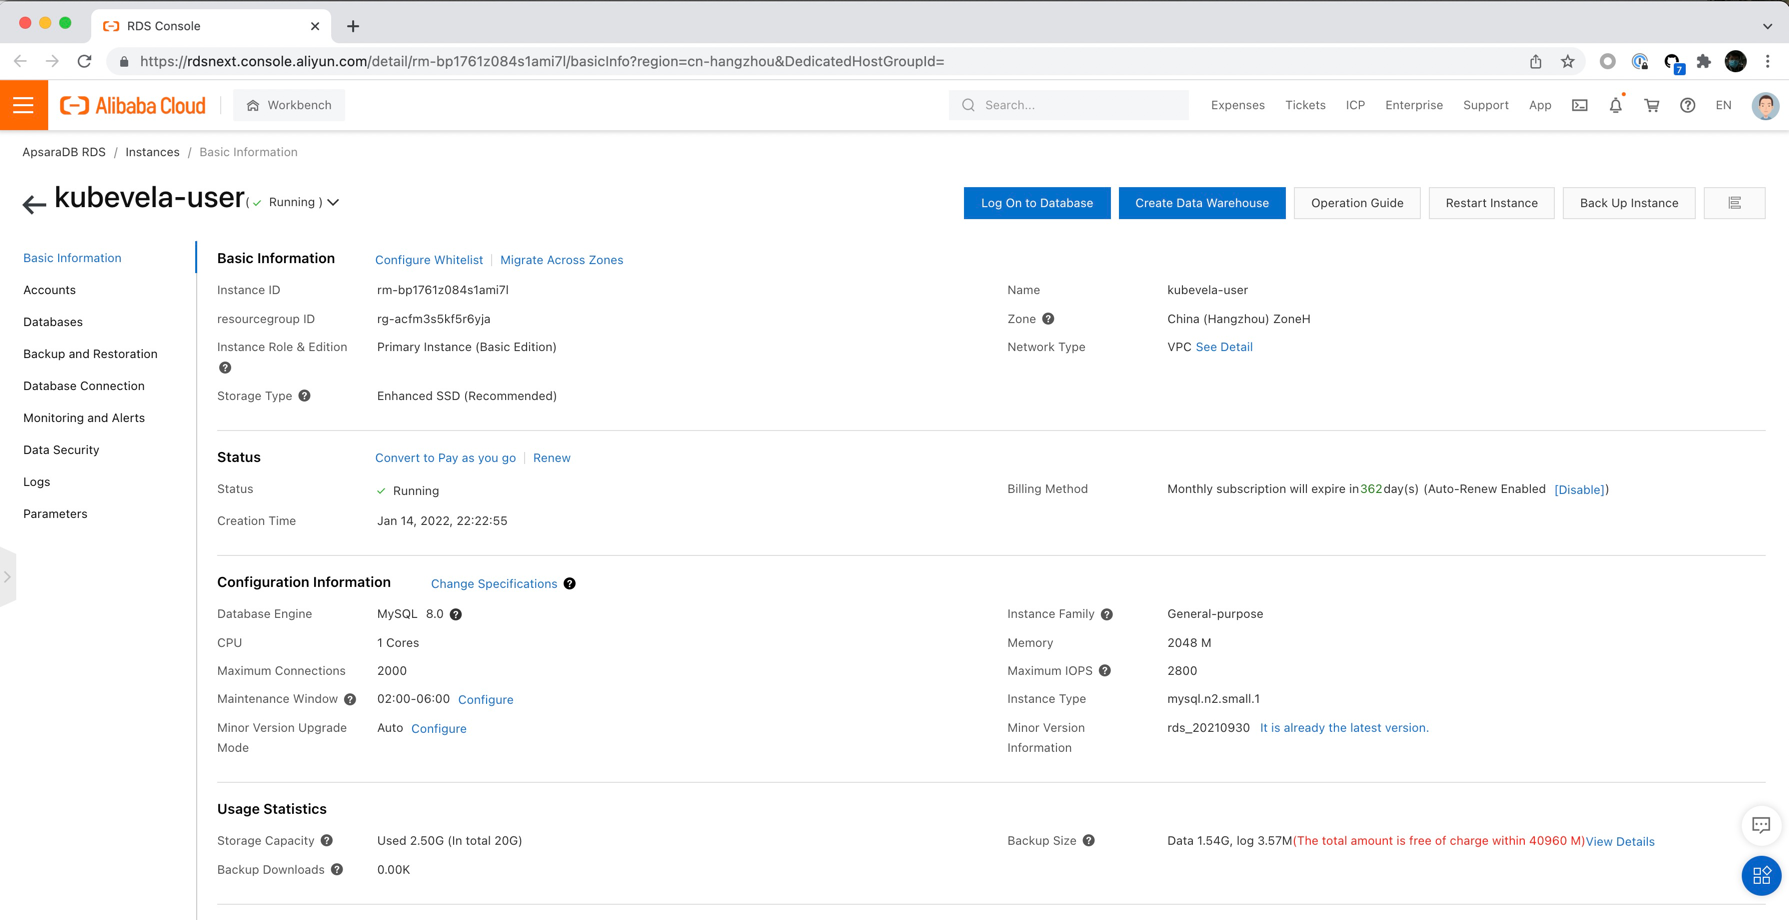 RDS Console
https://rdsnext.console.aliyun.com/detail/rm-bp1761z084s1ami7l/basicInfo?region=cn-hangzhou&DedicatedHostGroupId=
7
Alibaba Cloud
Workbench
Search...
Expenses Tickets ICP Enterprise Support App EN
ApsaraDB RDS / Instances / Basic Information
kubevela-user ( Running )
Log On to Database Create Data Warehouse Operation Guide Restart Instance Back Up Instance
Basic Information
Accounts
Databases
Backup and Restoration
Database Connection
Monitoring and Alerts
Data Security
Logs
Parameters
Basic Information Configure Whitelist Migrate Across Zones
Instance ID rm-bp1761z084s1ami7l Name kubevela-user
resourcegroup ID rg-acfm3s5kf5r6yja Zone China (Hangzhou) ZoneH
Instance Role & Edition Primary Instance (Basic Edition) Network Type VPC See Detail
Storage Type Enhanced SSD (Recommended)
Status Convert to Pay as you go Renew
Status Running Billing Method Monthly subscription will expire in362day(s) (Auto-Renew Enabled [Disable])
Creation Time Jan 14, 2022, 22:22:55
Configuration Information Change Specifications
Database Engine MySQL 8.0 Instance Family General-purpose
CPU 1 Cores Memory 2048 M
Maximum Connections 2000 Maximum IOPS 2800
Maintenance Window 02:00-06:00 Configure Instance Type mysql.n2.small.1
Minor Version Upgrade Auto Configure Minor Version rds_20210930 It is already the latest version.
Mode Information
Usage Statistics
Storage Capacity Used 2.50G (In total 20G) Backup Size Data 1.54G, log 3.57M(The total amount is free of charge within 40960 M)View Details
Backup Downloads 0.00K